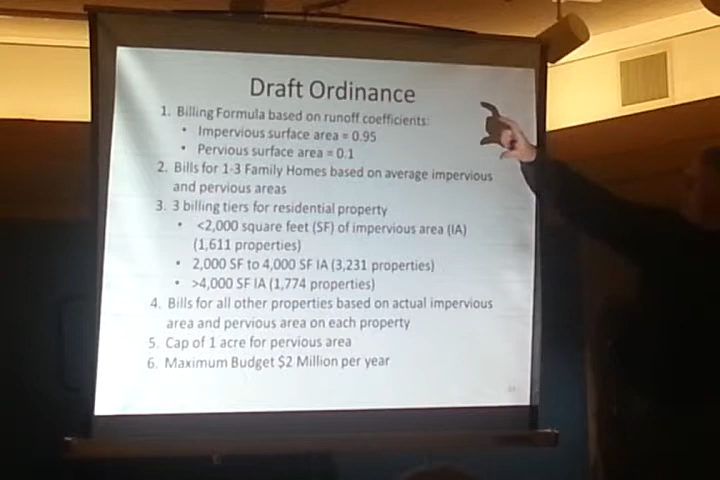 Draft Ordinance
1. Billing Formula based on runoff coefficients:
• Impervious surface area = 0.95
• Pervious surface area = 0.1
2. Bills for 1-3 Family Homes based on average impervious
and pervious areas
3. 3 billing tiers for residential property
• <2,000 square feet (SF) of impervious area (IA)
(1,611 properties)
• 2,000 SF to 4,000 SF IA (3,231 properties)
• >4,000 SF IA (1,774 properties)
4. Bills for all other properties based on actual impervious
area and pervious area on each property
5. Cap of 1 acre for pervious area
6. Maximum Budget $2 Million per year